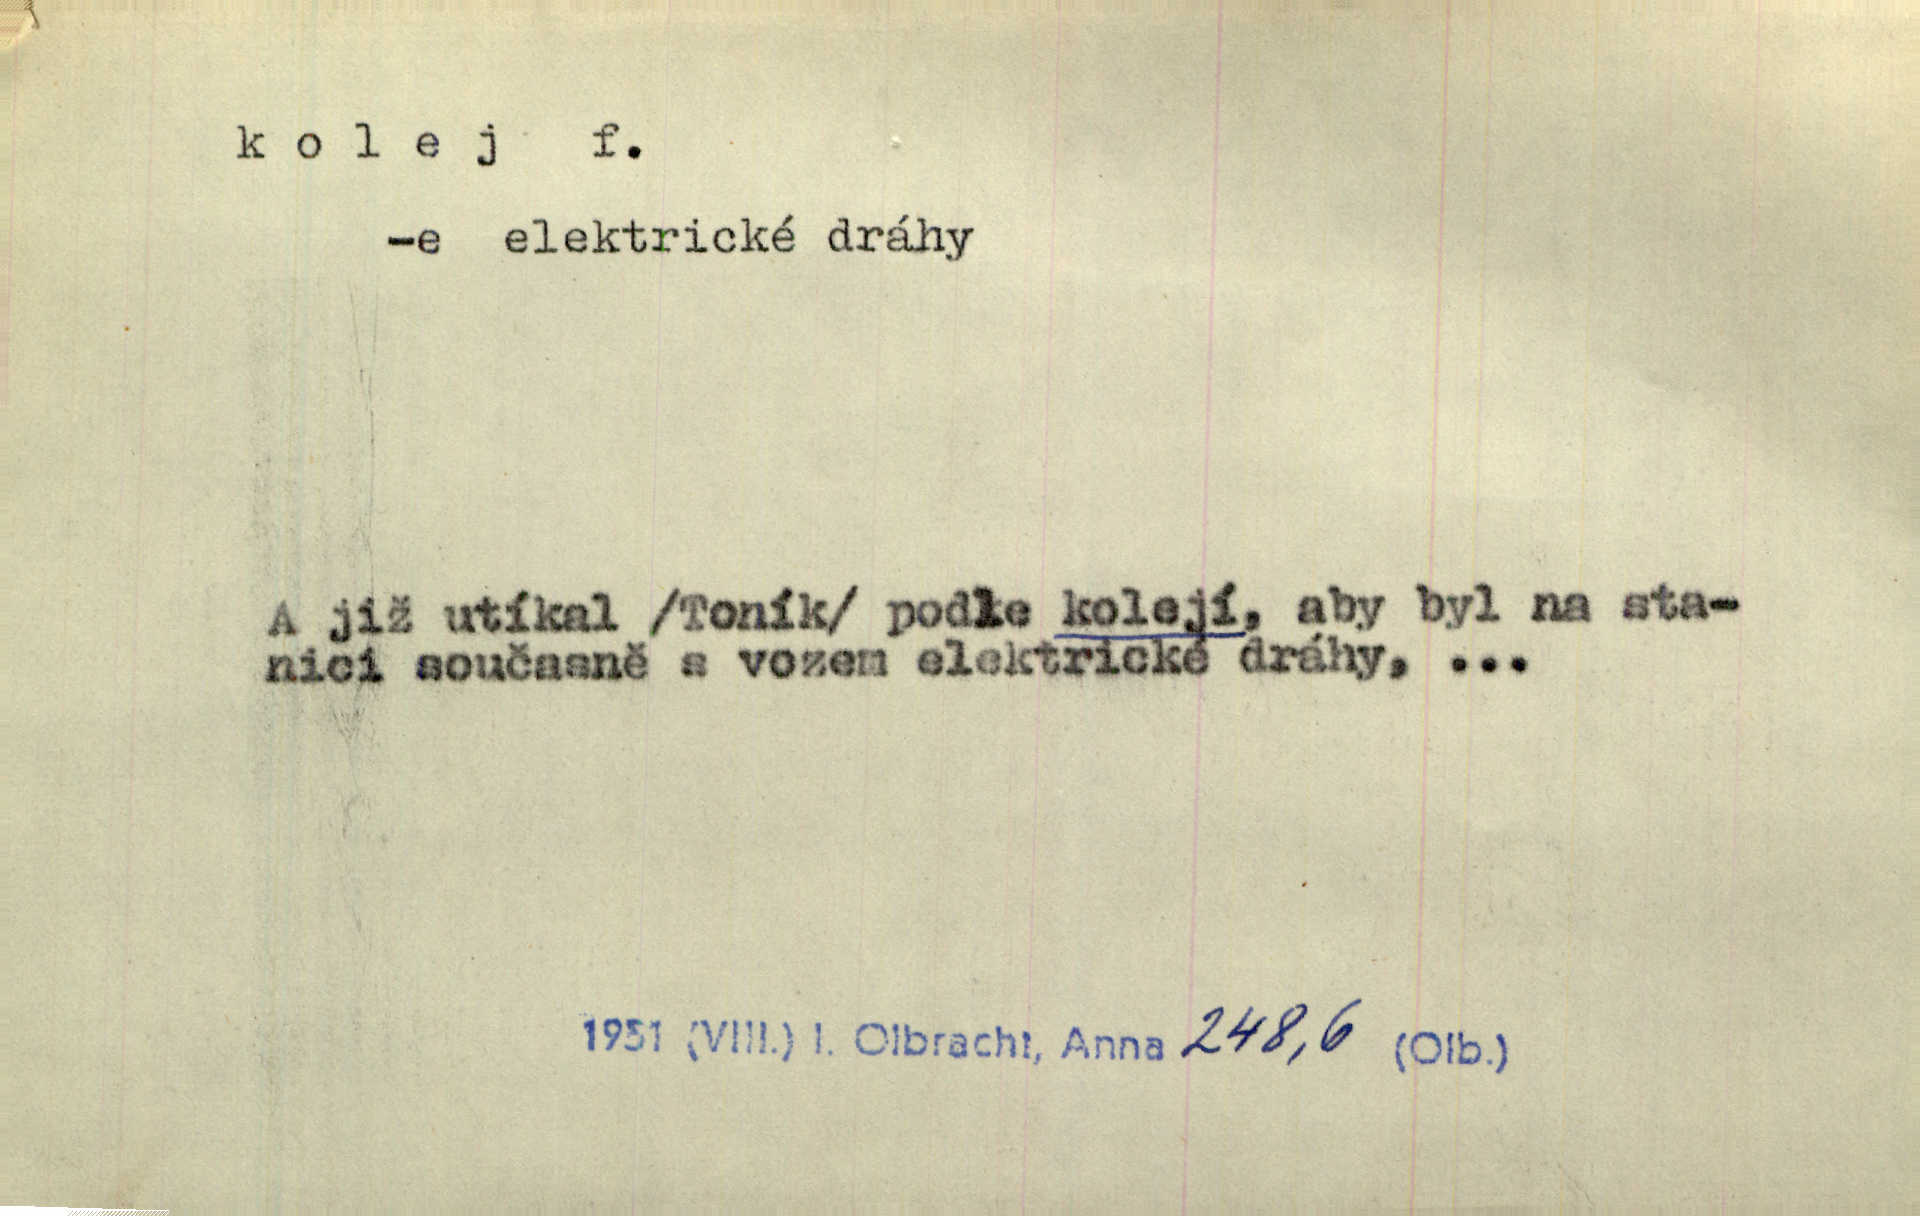 k o l e j f.
-e elektrické dráhy
A již utíkal /Toník/ podle kolejí, aby byl na sta-
nici současně s vozem elektrické dráhy, ...
1951 (VIII.) I. Olbracht, Anna 248,6 (Olb.)